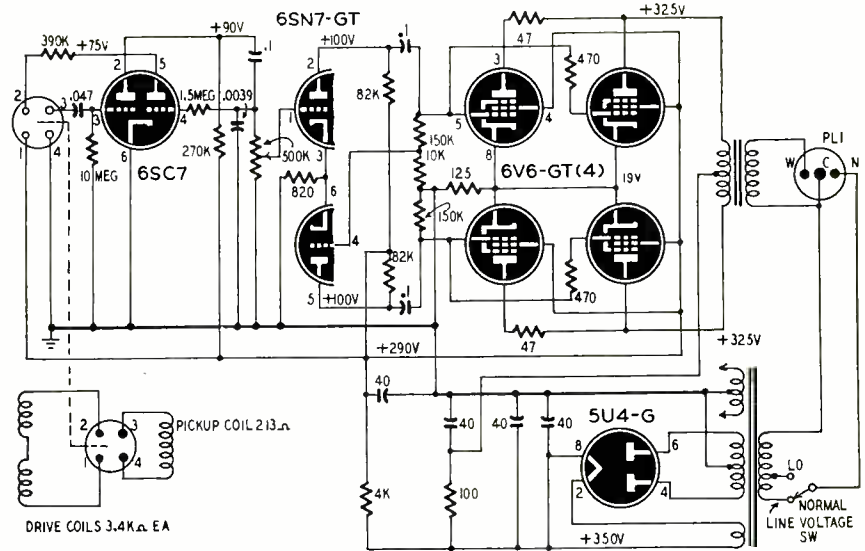 6SN7-GT
+325V
+90V
+100V
390K
+75V
.1
.1
47
470
2
5
2
3
82K
.047
1.5MEG
.0039
2
3
3
4
1
5
4
150K
10K
500K
270K
3
8
6V6-GT(4)
PL1
W
C
N
1
4
6
6SC7
10 MEG
820
6
125
19V
150K
4
82K
470
5
+100V
.1
47
+290V
+325V
40
40
40
40
5U4-G
8
6
2
4
2
3
PICKUP COIL 213Ω
1
4
4K
100
LO
NORMAL
LINE VOLTAGE
SW
DRIVE COILS 3.4KΩ EA
+350V